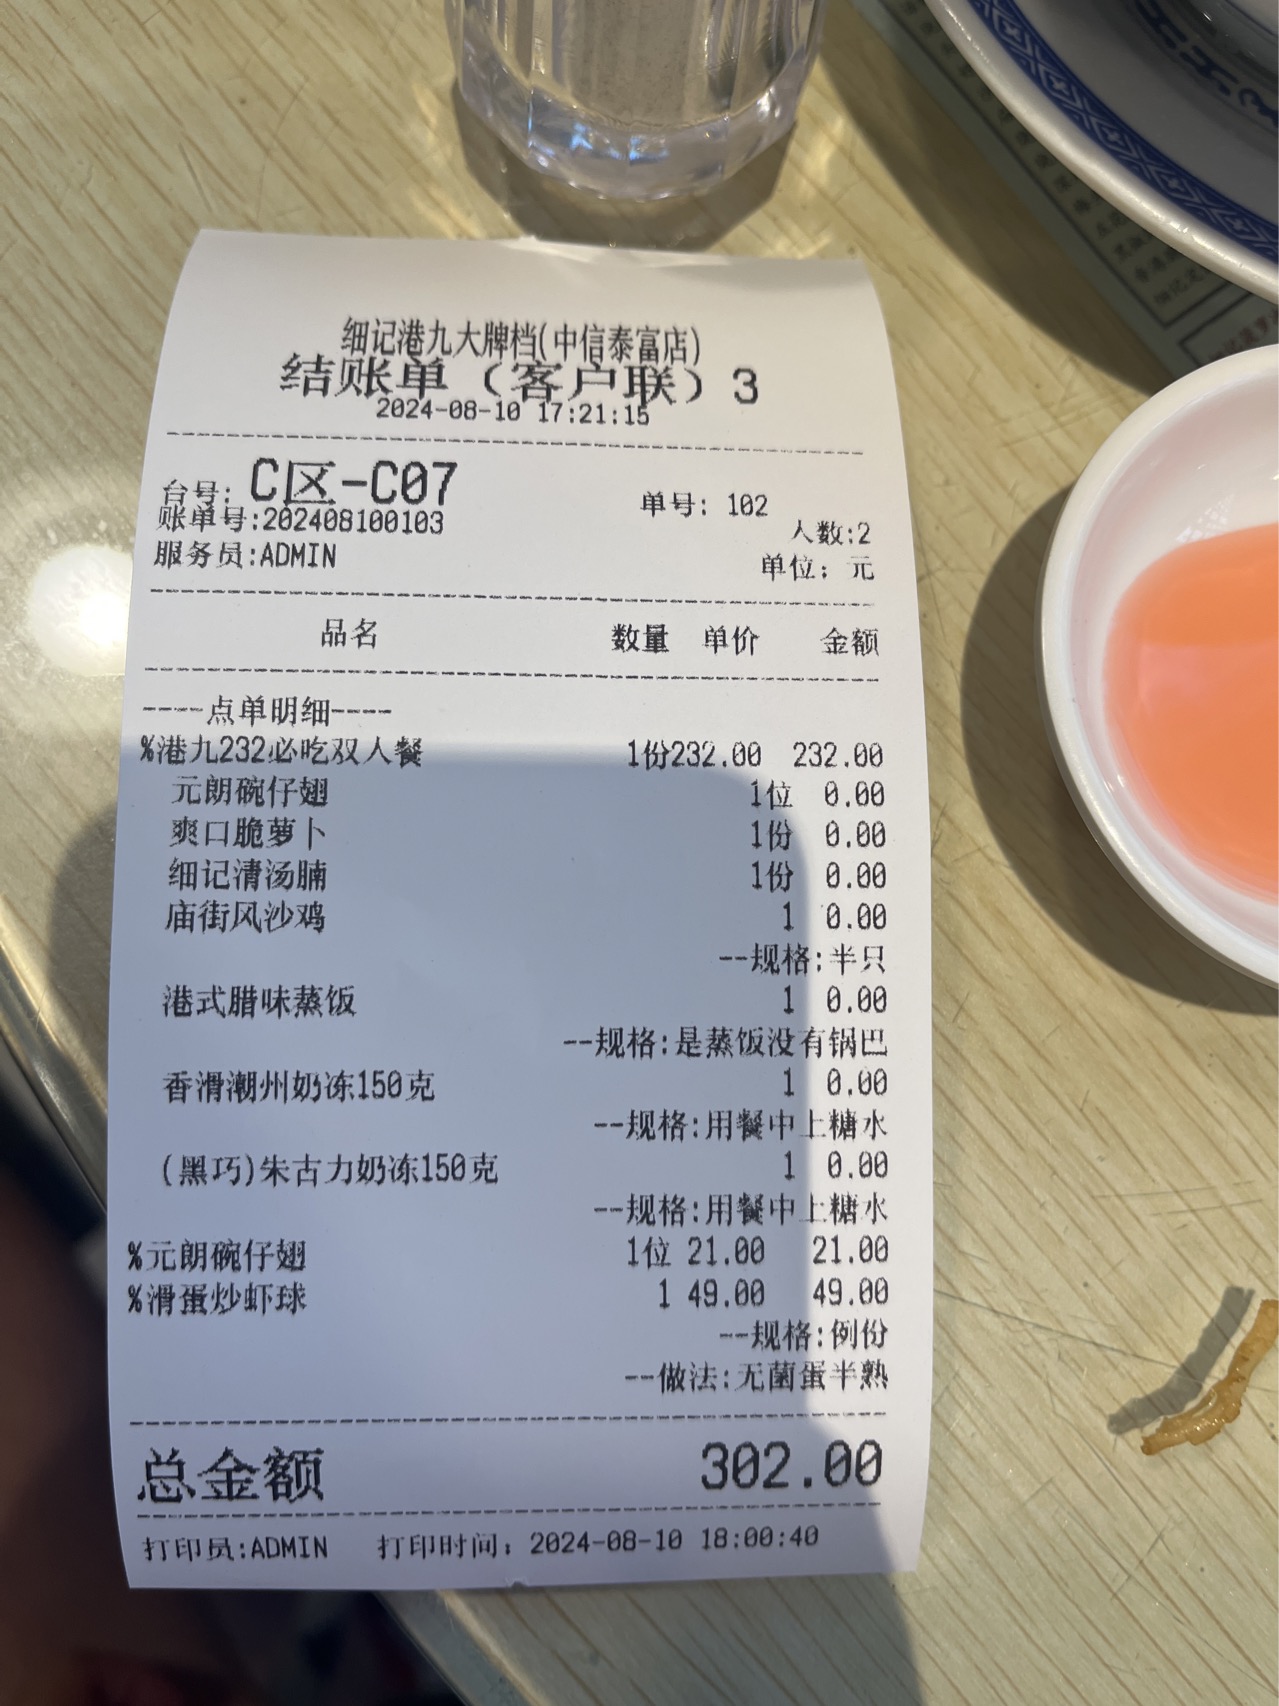 细记港九大牌档(中信泰富店)
结账单（客户联）3
2024-08-10 17:21:15
台号: C区-C07 单号: 102
账单号:202408100103 人数:2
服务员:ADMIN 单位: 元
品名 数量 单价 金额
----点单明细----
%港九232必吃双人餐 1份232.00 232.00
元朗碗仔翅 1位 0.00
爽口脆萝卜 1份 0.00
细记清汤腩 1份 0.00
庙街风沙鸡 1 0.00
--规格:半只
港式腊味蒸饭 1 0.00
--规格:是蒸饭没有锅巴
香滑潮州奶冻150克 1 0.00
--规格:用餐中上糖水
(黑巧)朱古力奶冻150克 1 0.00
--规格:用餐中上糖水
%元朗碗仔翅 1位 21.00 21.00
%滑蛋炒虾球 1 49.00 49.00
--规格:例份
--做法:无菌蛋半熟
总金额 302.00
打印员:ADMIN 打印时间: 2024-08-10 18:00:40